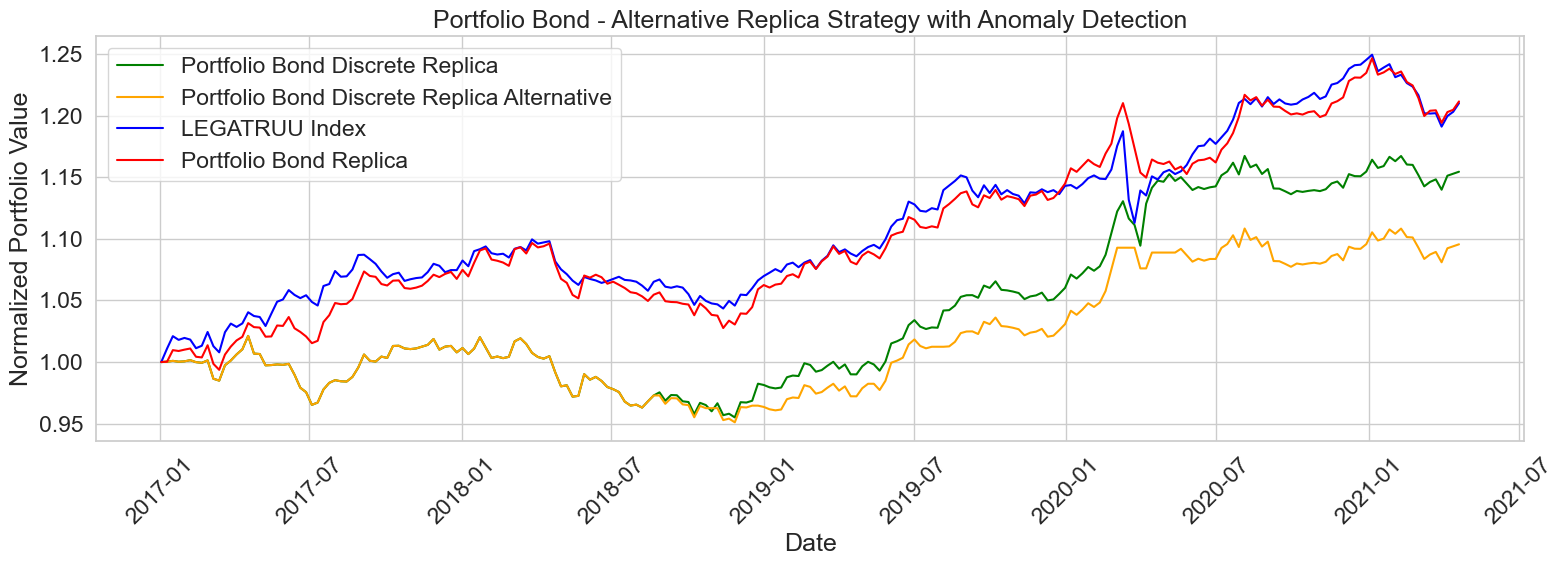 Portfolio Bond - Alternative Replica Strategy with Anomaly Detection
Portfolio Bond Discrete Replica
Portfolio Bond Discrete Replica Alternative
LEGATRUU Index
Portfolio Bond Replica
Normalized Portfolio Value
1.25
1.20
1.15
1.10
1.05
1.00
0.95
2017-01
2017-07
2018-01
2018-07
2019-01
2019-07
2020-01
2020-07
2021-01
2021-07
Date